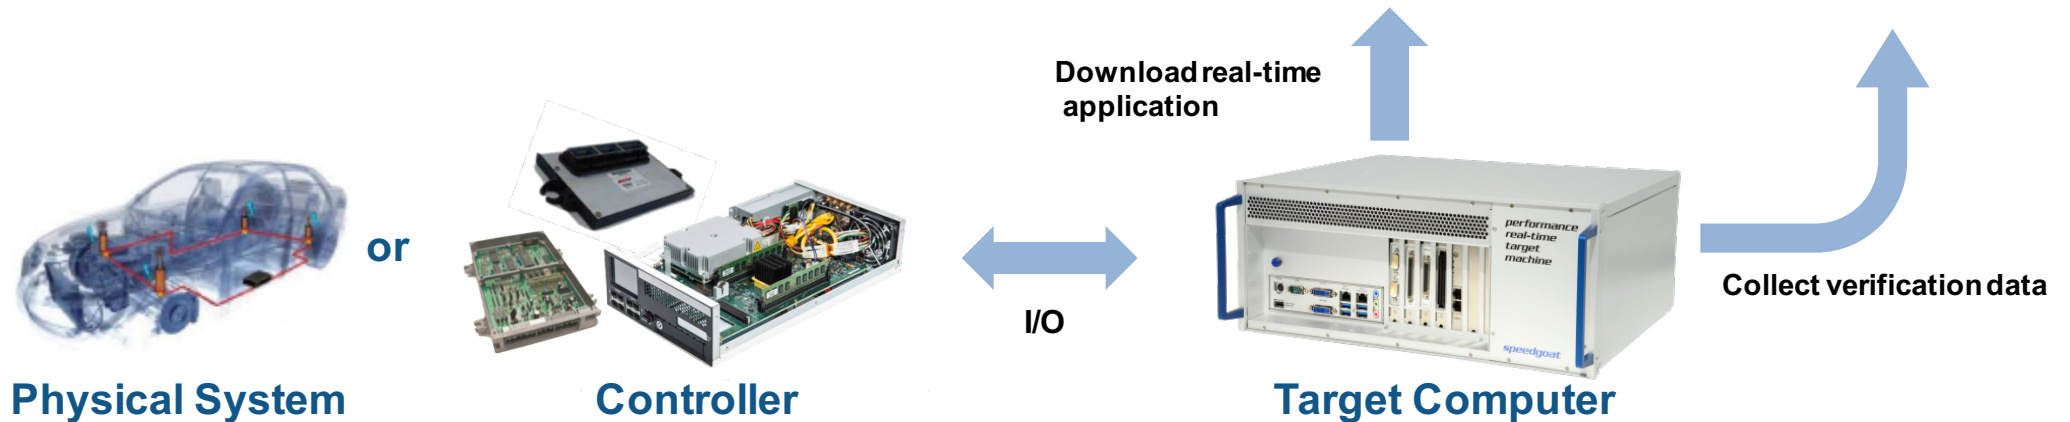 Download real-time
application
performance
real-time
target
machine
or
I/O
Collect verification data
speedgoat
Physical System
Controller
Target Computer